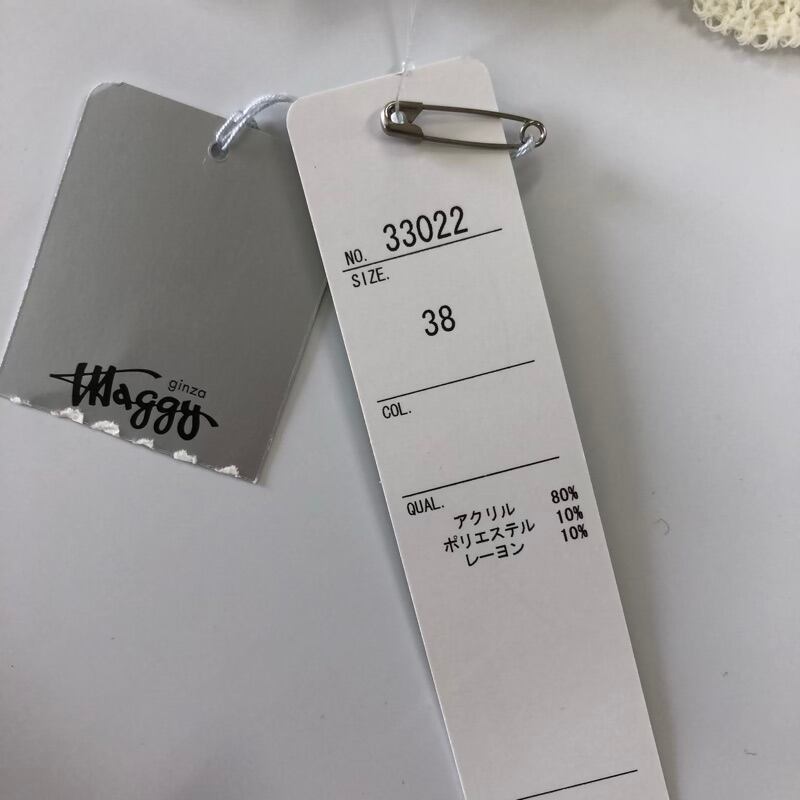 ginza
Maggy
NO. 33022
SIZE.
38
COL.
QUAL.
アクリル 80%
ポリエステル 10%
レーヨン 10%